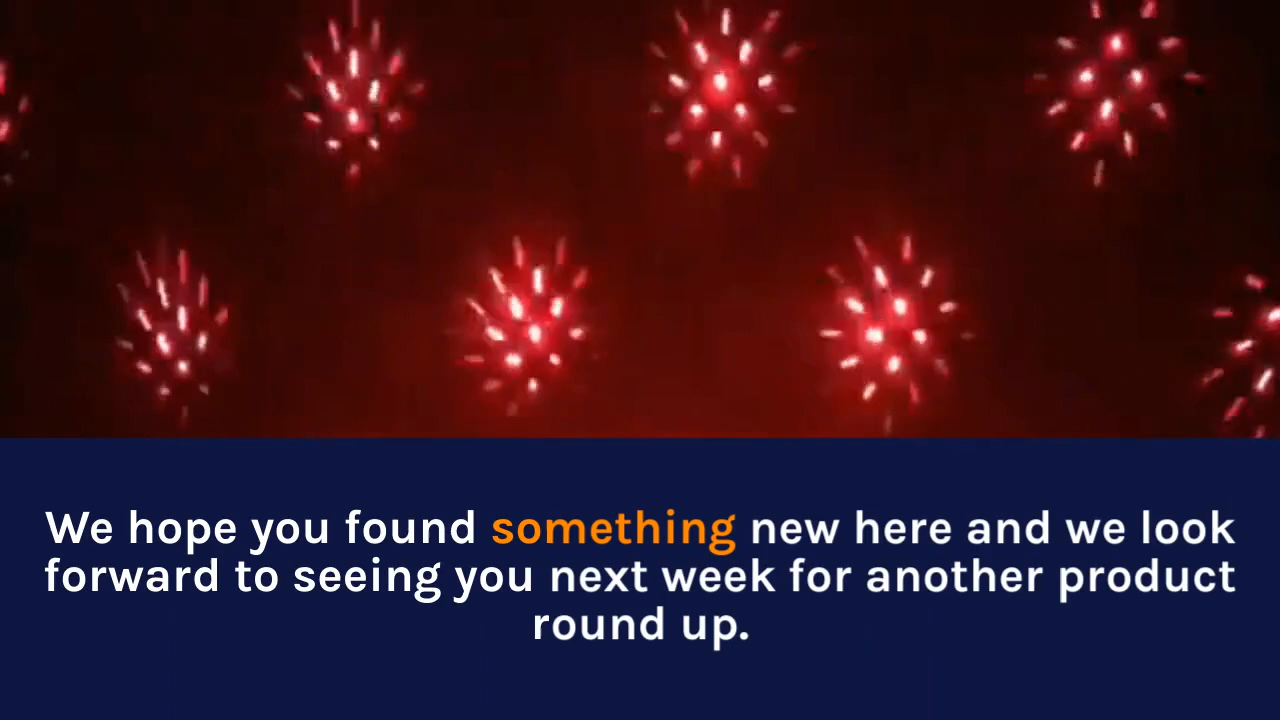 We hope you found something new here and we look
forward to seeing you next week for another product
round up.